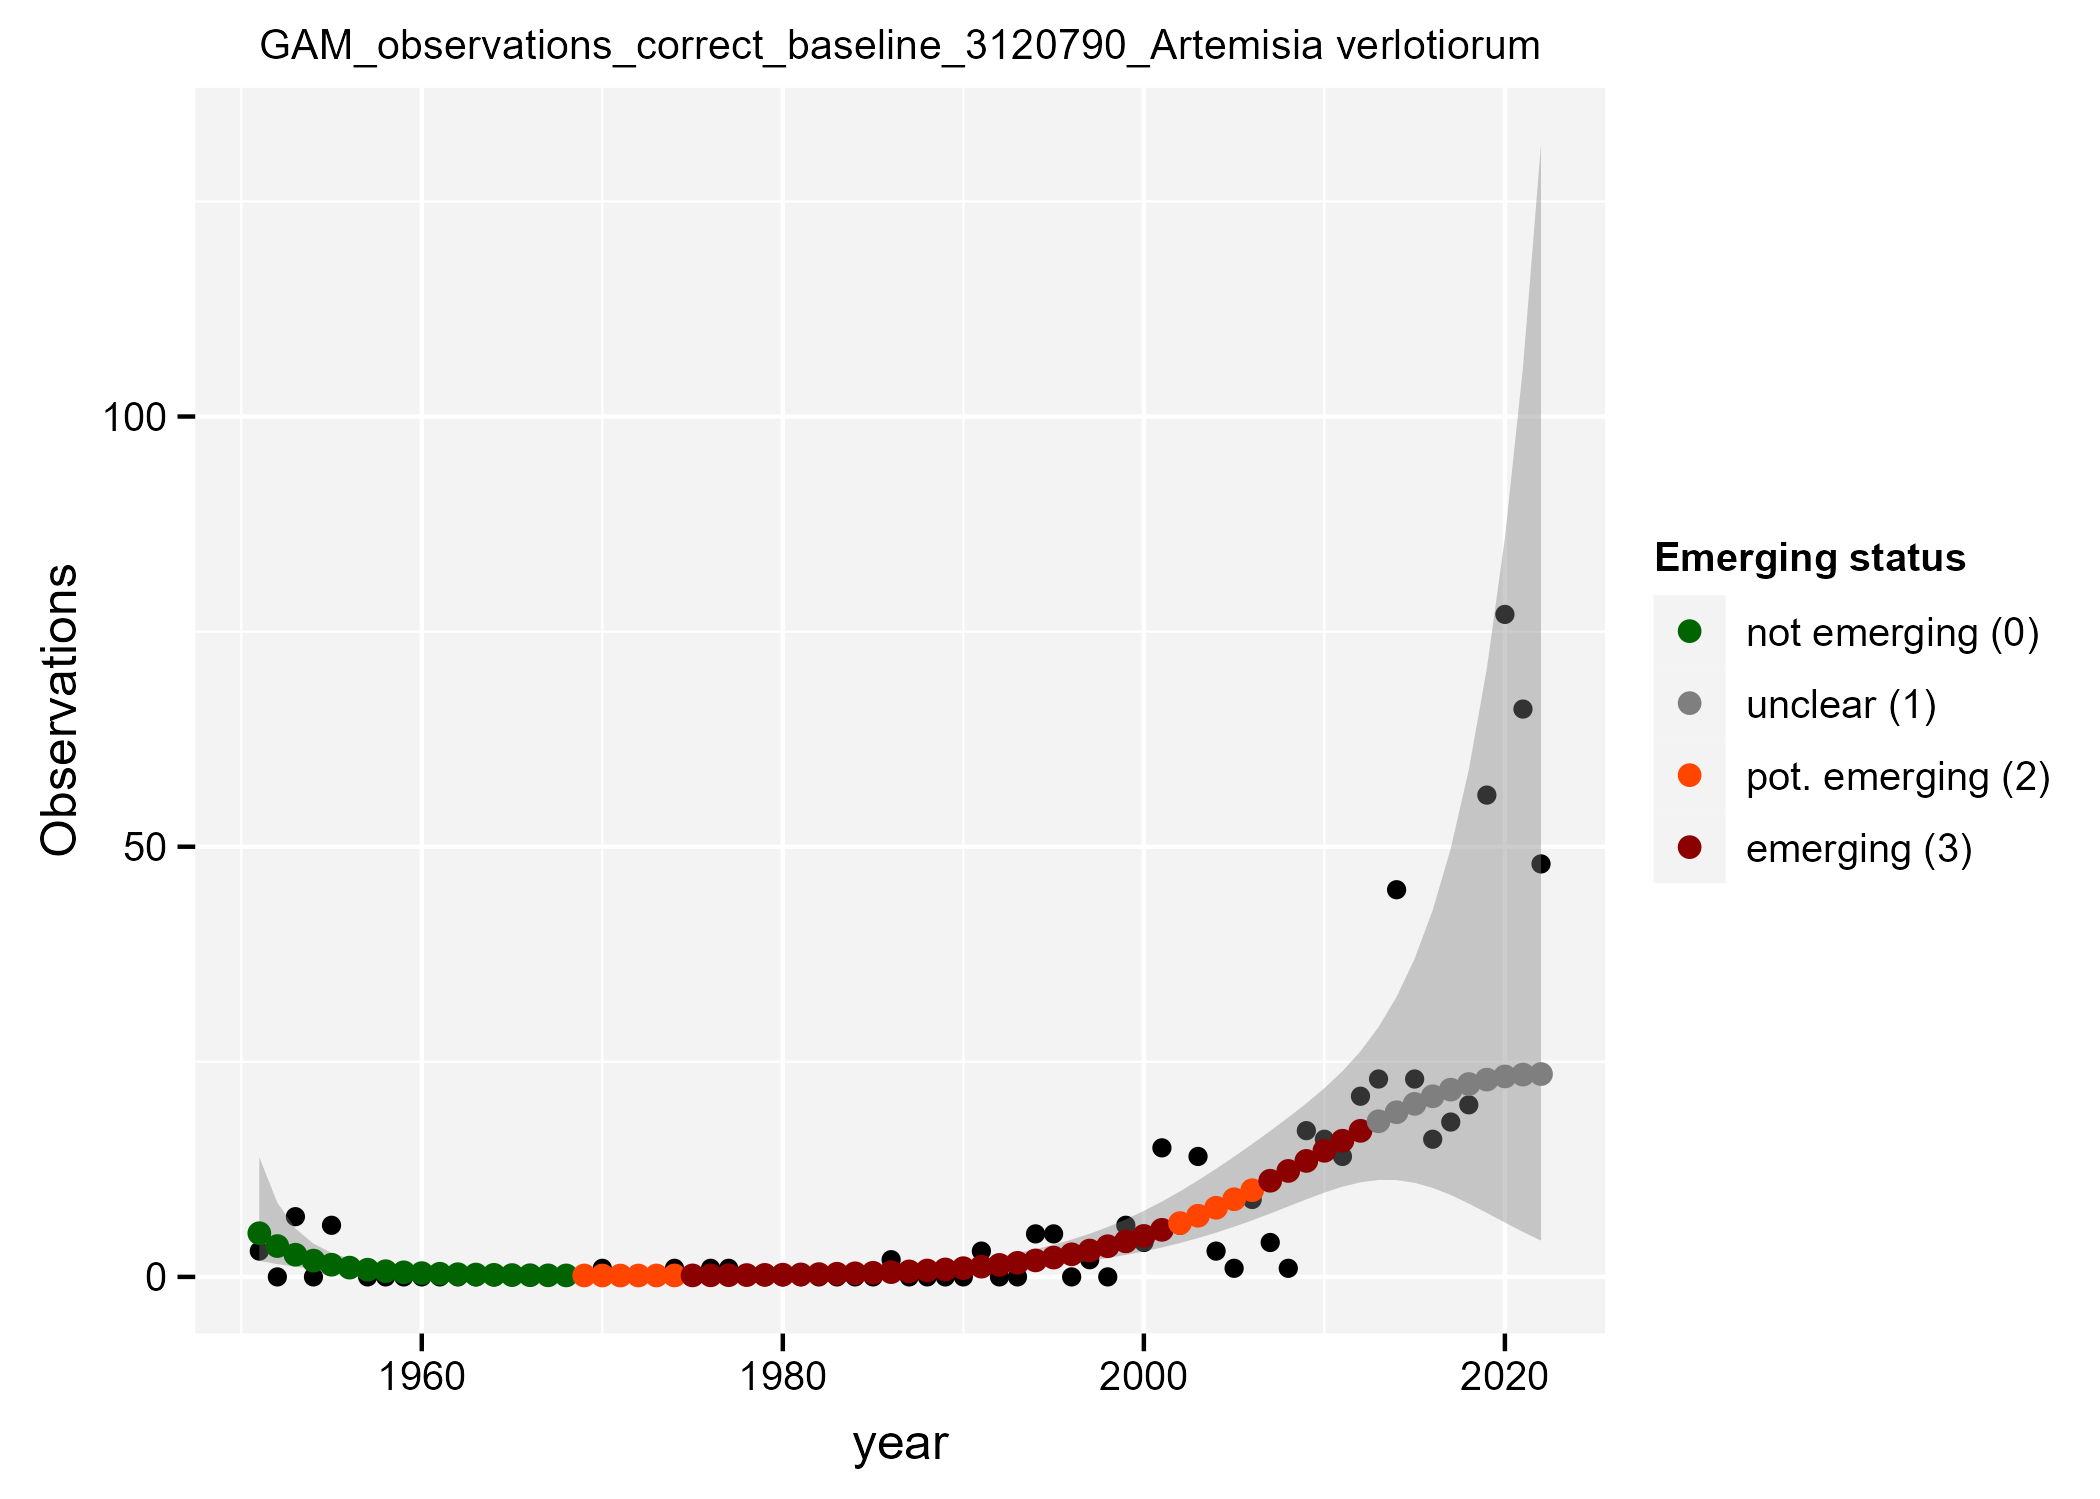 GAM_observations_correct_baseline_3120790_Artemisia verlotiorum
Observations
100
50
0
1960
1980
2000
2020
year
Emerging status
not emerging (0)
unclear (1)
pot. emerging (2)
emerging (3)